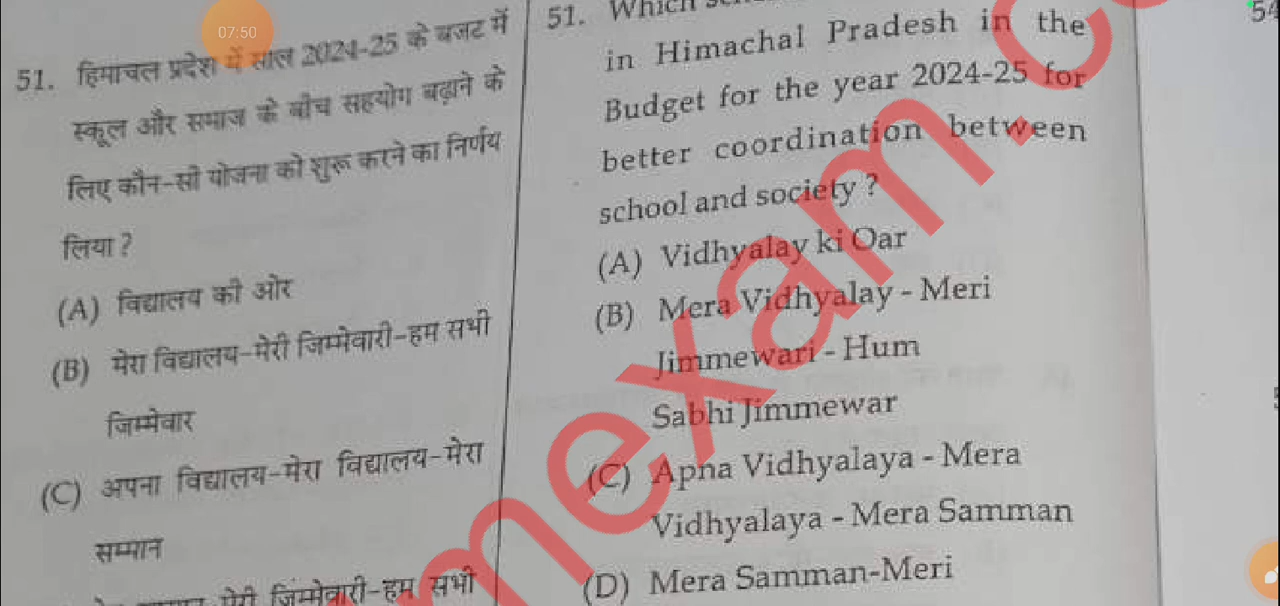 07:50
51. हिमाचल प्रदेश में साल 2024-25 के बजट में
स्कूल और समाज के बीच सहयोग बढ़ाने के
लिए कौन-सी योजना को शुरू करने का निर्णय
लिया ?
(A) विद्यालय की ओर
(B) मेरा विद्यालय-मेरी जिम्मेवारी-हम सभी
जिम्मेवार
(C) अपना विद्यालय-मेरा विद्यालय-मेरा
सम्मान
मेरी जिंम्मेवारी-हम सभी
51. Which
in Himachal Pradesh in the
Budget for the year 2024-25 for
better coordination between
school and society ?
(A) Vidhyalay ki Oar
(B) Mera Vidhyalay - Meri
Jimmewari - Hum
Sabhi Jimmewar
(C) Apna Vidhyalaya - Mera
Vidhyalaya - Mera Samman
(D) Mera Samman-Meri
54
mexam.c